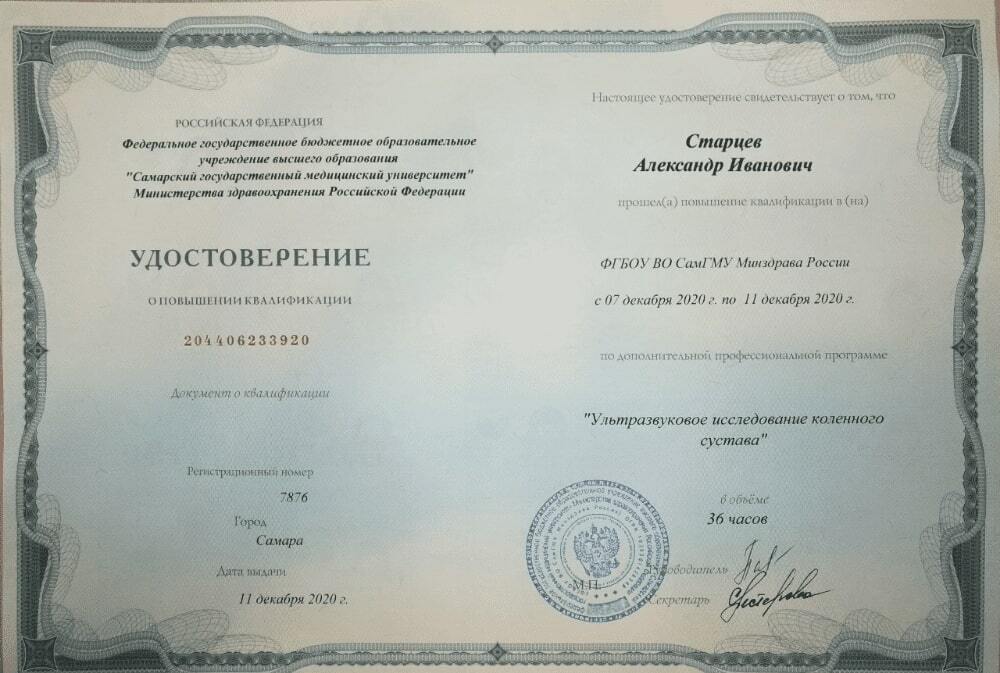 РОССИЙСКАЯ ФЕДЕРАЦИЯ
Федеральное государственное бюджетное образовательное
учреждение высшего образования
"Самарский государственный медицинский университет"
Министерства здравоохранения Российской Федерации
УДОСТОВЕРЕНИЕ
О ПОВЫШЕНИИ КВАЛИФИКАЦИИ
204406233920
Документ о квалификации
Регистрационный номер
7876
Город
Самара
Дата выдачи
11 декабря 2020 г.
Настоящее удостоверение свидетельствует о том, что
Старцев
Александр Иванович
прошел(а) повышение квалификации в (на)
ФГБОУ ВО СамГМУ Минздрава России
с 07 декабря 2020 г. по 11 декабря 2020 г.
по дополнительной профессиональной программе
"Ультразвуковое исследование коленного
сустава"
в объёме
36 часов
Руководитель
М.П.
Секретарь